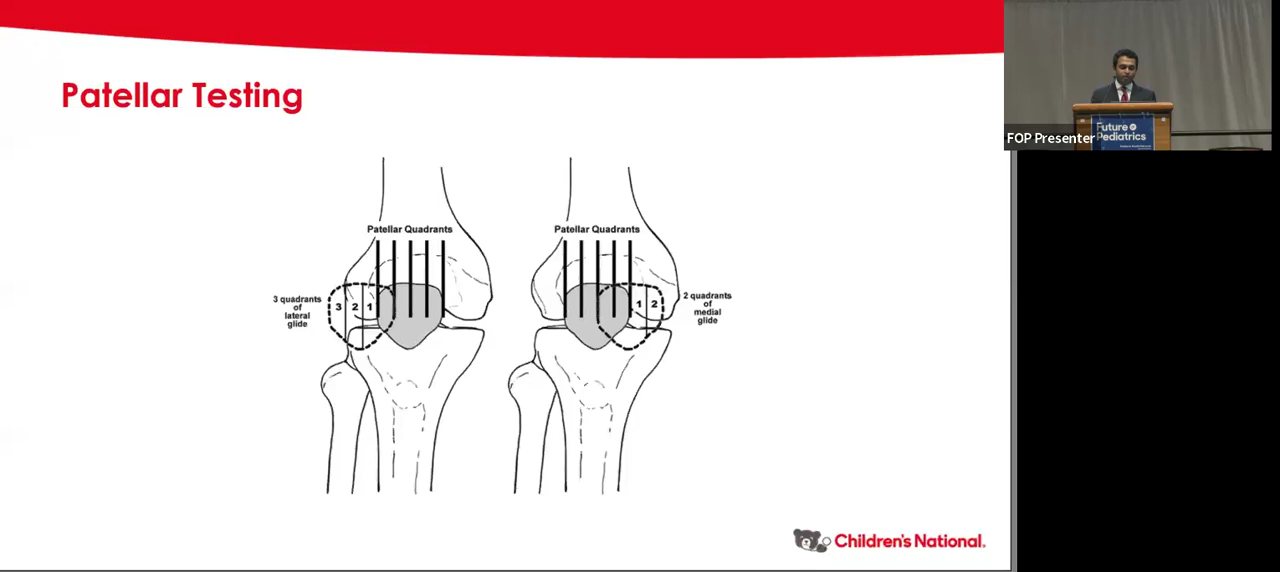 Patellar Testing
Patellar Quadrants
3 quadrants
of
lateral
glide
3 2 1
Patellar Quadrants
1 2
2 quadrants
of
medial
glide
Children's National.
FOP Presenter
Future of
Pediatrics